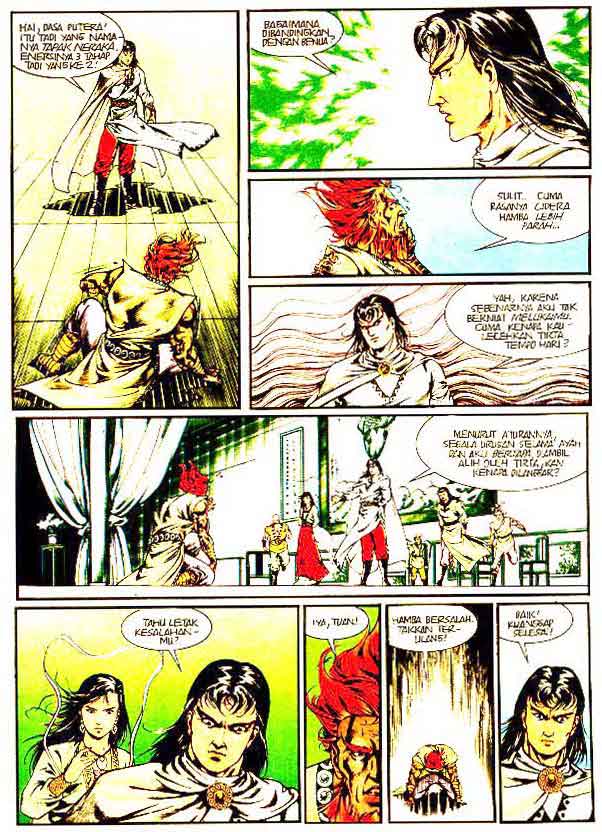 HAI, DASA PUTERA!
ITU TADI YANG NAMA-
NYA TAPAK NERAKA.
ENERSINYA 3 TAHAP
TADI YANG KE 2!
BAGAIMANA
DIBANDINGKAN
DENGAN BENUA?
SULIT... CUMA
RASANYA CIDERA
HAMBA LEBIH
PARAH...
YAH, KARENA
SEBENARNYA AKU TAK
BERNIAT MELUKAIMU.
CUMA KENAPA KAU
LECEHKAN TIRTA
TEMPO HARI?
MENURUT ATURANNYA,
SEGALA URUSAN SELAMA AYAH
DAN AKU BERTAPA, DIAMBIL
ALIH OLEH TIRTA, KAN
KENAPA DILANGGAR?
TAHU LETAK
KESALAHAN-
MU?
IYA, TUAN!
HAMBA BERSALAH.
TAKKAN TER-
ULANG!
BAIK!
KUANGGAP
SELESAI!